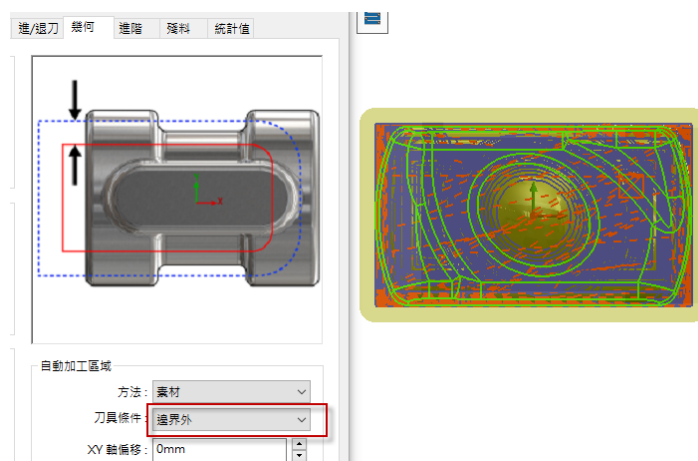 進/退刀 幾何 進階 殘料 統計值
Y
X
自動加工區域
方法: 素材
刀具條件: 邊界外
XY 軸偏移: 0mm